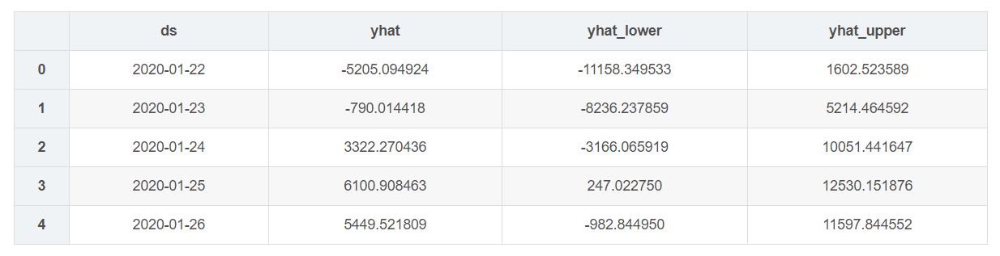 ds yhat yhat_lower yhat_upper
0 2020-01-22 -5205.094924 -11158.349533 1602.523589
1 2020-01-23 -790.014418 -8236.237859 5214.464592
2 2020-01-24 3322.270436 -3166.065919 10051.441647
3 2020-01-25 6100.908463 247.022750 12530.151876
4 2020-01-26 5449.521809 -982.844950 11597.844552